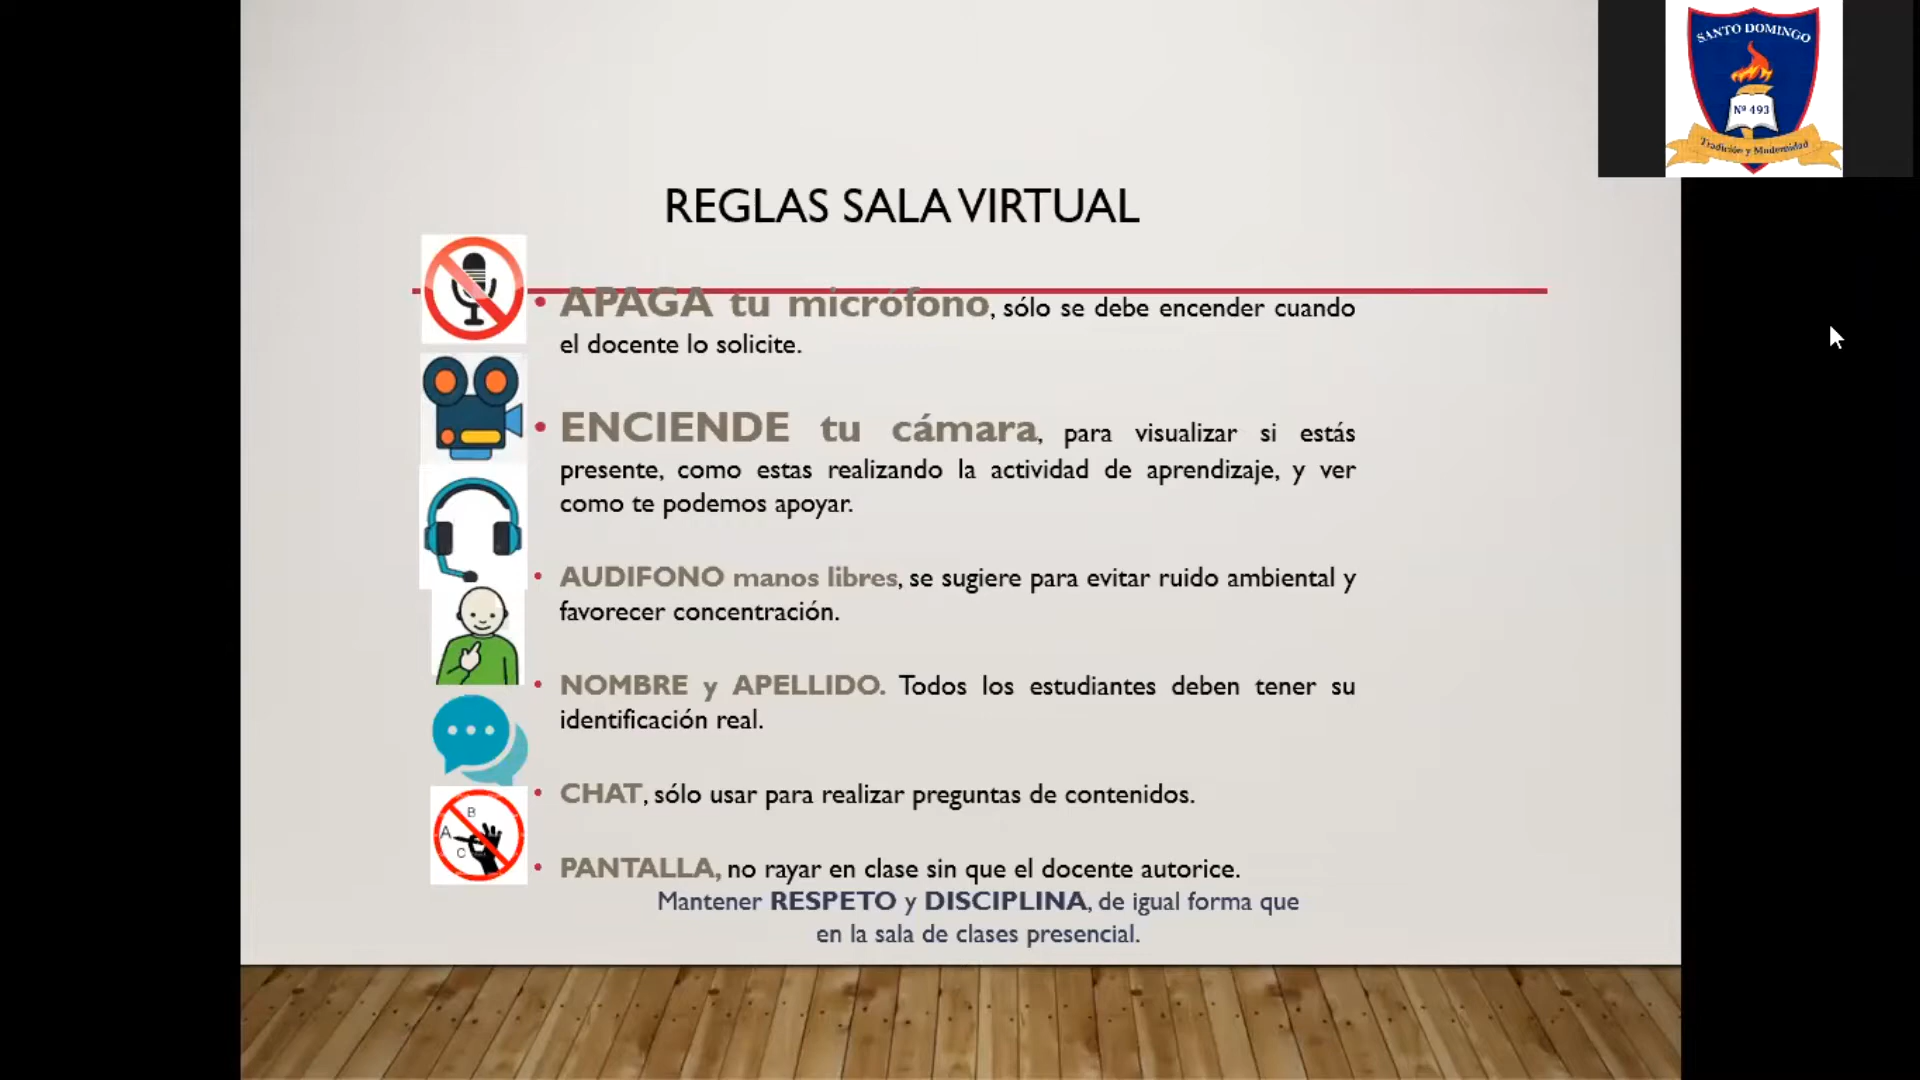 SANTO DOMINGO
Nº 493
Tradición y Modernidad
REGLAS SALA VIRTUAL
• APAGA tu micrófono, sólo se debe encender cuando
el docente lo solicite.
• ENCIENDE tu cámara, para visualizar si estás
presente, como estas realizando la actividad de aprendizaje, y ver
como te podemos apoyar.
• AUDIFONO manos libres, se sugiere para evitar ruido ambiental y
favorecer concentración.
• NOMBRE y APELLIDO. Todos los estudiantes deben tener su
identificación real.
• CHAT, sólo usar para realizar preguntas de contenidos.
B
A
C
• PANTALLA, no rayar en clase sin que el docente autorice.
Mantener RESPETO y DISCIPLINA, de igual forma que
en la sala de clases presencial.